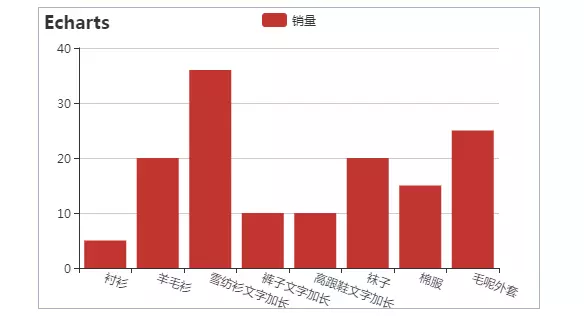 Echarts
销量
40
30
20
10
0
衬衫
羊毛衫
雪纺衫文字加长
裤子文字加长
高跟鞋文字加长
袜子
棉服
毛呢外套